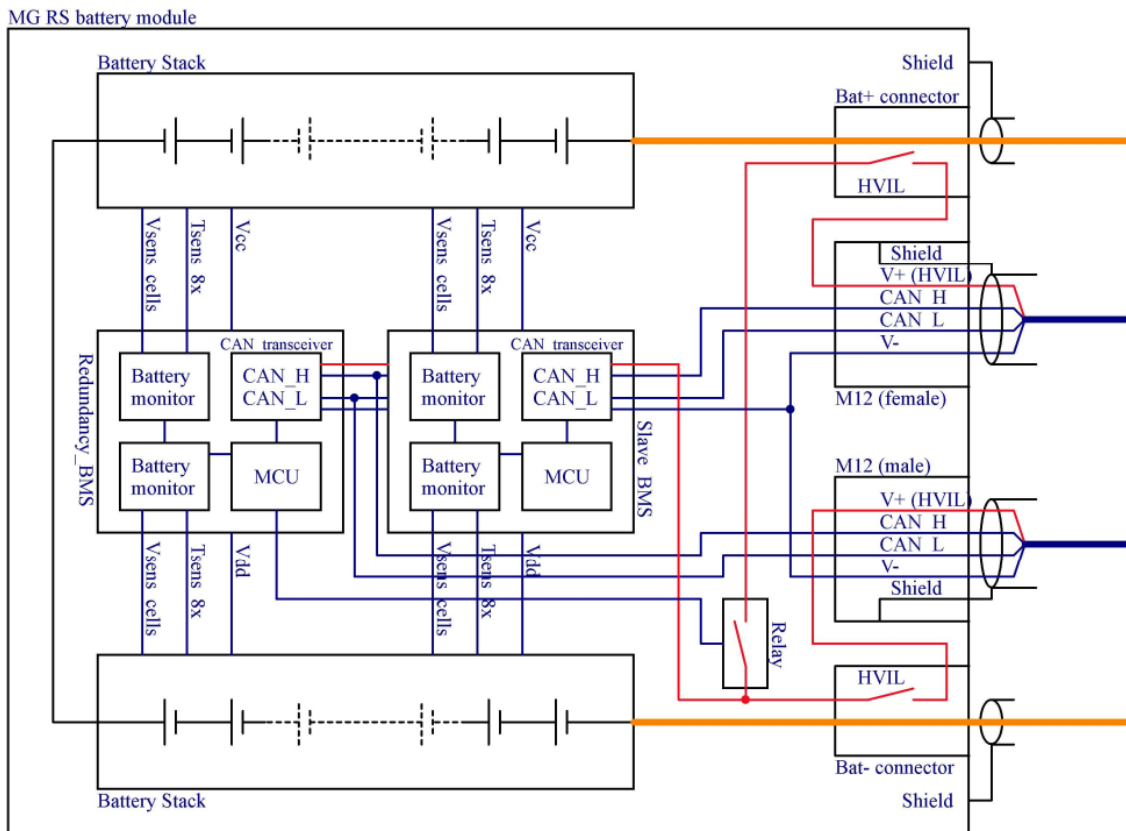 MG RS battery module
Battery Stack
Shield
Bat+ connector
HVIL
Vsens cells
Tsens 8x
Vcc
Vsens cells
Tsens 8x
Vcc
Shield
V+ (HVIL)
CAN_H
CAN_L
V-
M12 (female)
Redundancy_BMS
CAN transceiver
Battery
monitor
CAN_H
CAN_L
Battery
monitor
MCU
Slave_BMS
CAN transceiver
Battery
monitor
CAN_H
CAN_L
Battery
monitor
MCU
M12 (male)
V+ (HVIL)
CAN_H
CAN_L
V-
Shield
Vsens cells
Tsens 8x
Vdd
Vsens cells
Tsens 8x
Vdd
Relay
HVIL
Bat- connector
Battery Stack
Shield